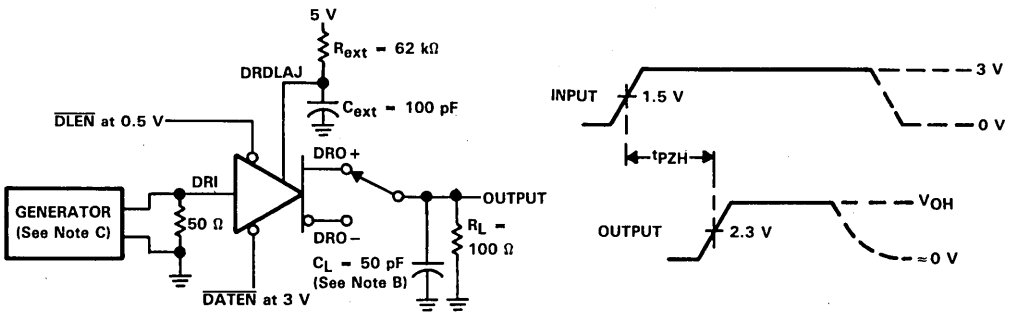 5 V
Rext = 62 kΩ
DRDLAJ
Cext = 100 pF
DLEN at 0.5 V
DRO+
DRI
OUTPUT
GENERATOR
(See Note C)
50 Ω
DRO−
RL =
100 Ω
CL = 50 pF
(See Note B)
DATEN at 3 V
3 V
INPUT
1.5 V
0 V
tPZH
VOH
OUTPUT
2.3 V
≈0 V